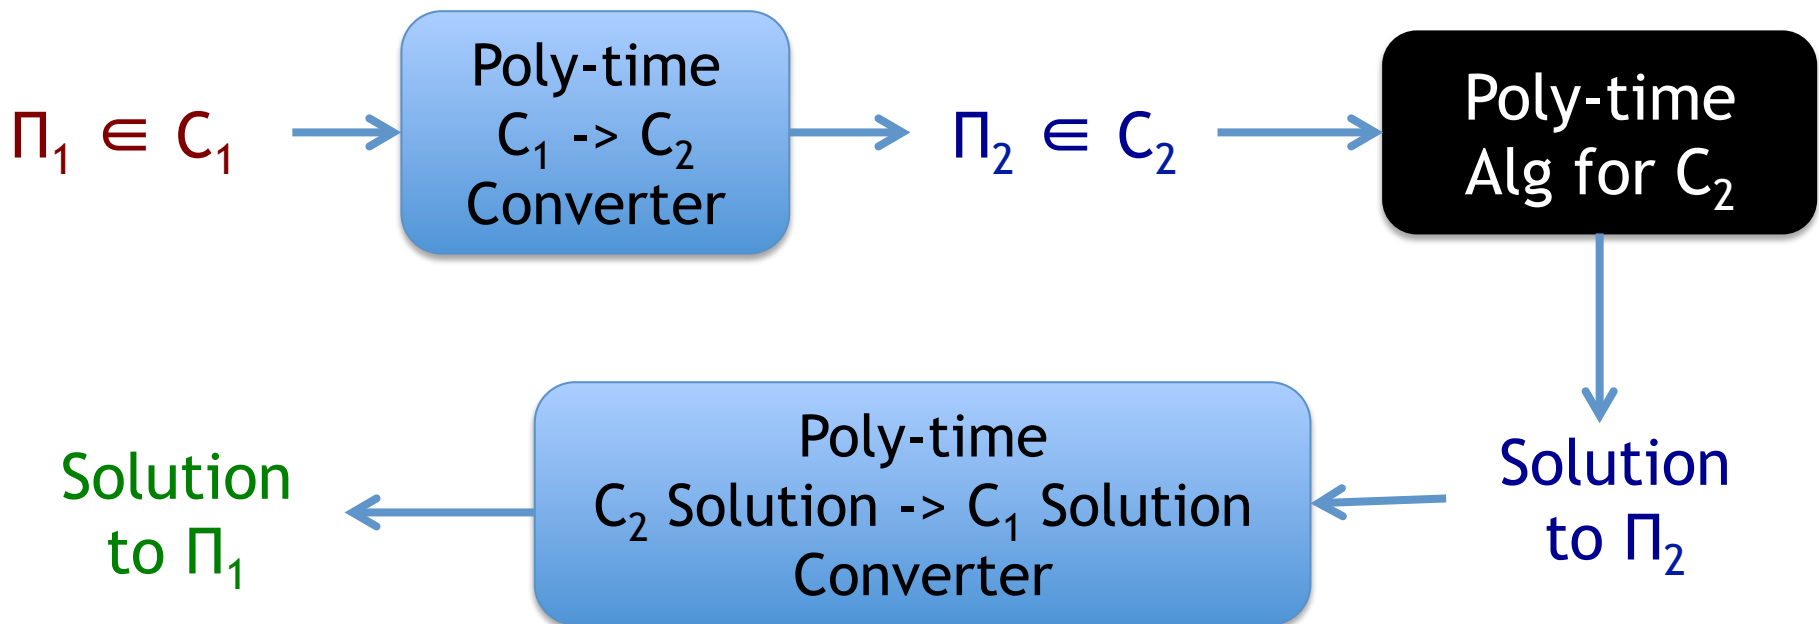 Π₁ ∈ C₁
Poly-time
C₁ -> C₂
Converter
Π₂ ∈ C₂
Poly-time
Alg for C₂
Solution
to Π₂
Poly-time
C₂ Solution -> C₁ Solution
Converter
Solution
to Π₁